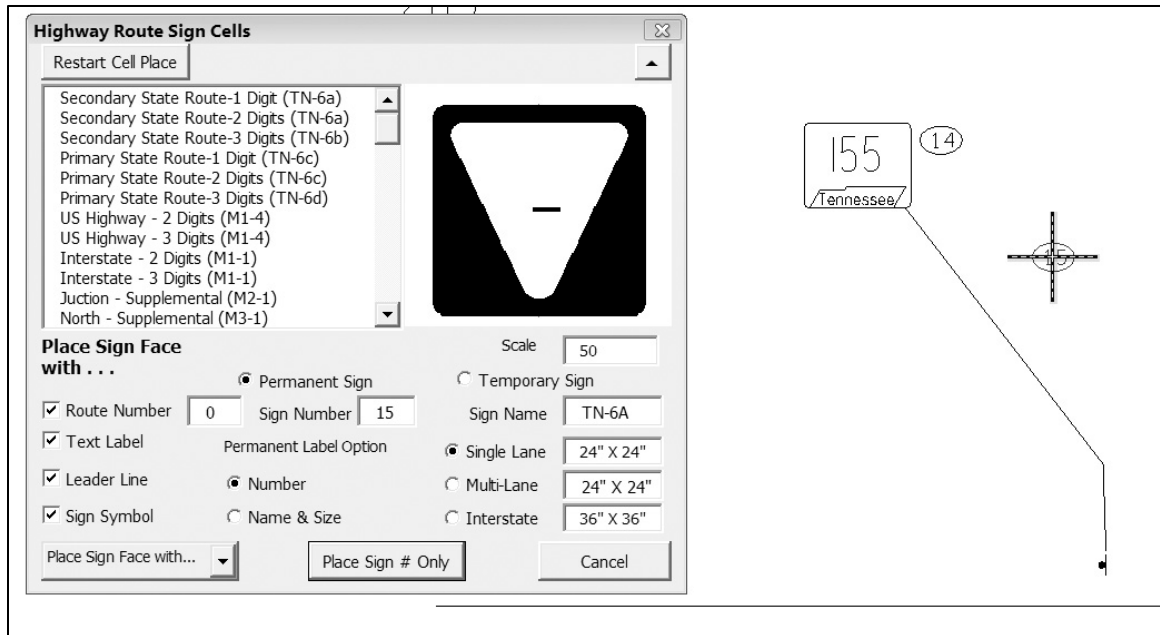 Highway Route Sign Cells
Restart Cell Place
Secondary State Route-1 Digit (TN-6a)
Secondary State Route-2 Digits (TN-6a)
Secondary State Route-3 Digits (TN-6b)
Primary State Route-1 Digit (TN-6c)
Primary State Route-2 Digits (TN-6c)
Primary State Route-3 Digits (TN-6d)
US Highway - 2 Digits (M1-4)
US Highway - 3 Digits (M1-4)
Interstate - 2 Digits (M1-1)
Interstate - 3 Digits (M1-1)
Juction - Supplemental (M2-1)
North - Supplemental (M3-1)
Place Sign Face
with . . .
Scale 50
Permanent Sign Temporary Sign
Route Number 0 Sign Number 15 Sign Name TN-6A
Text Label Permanent Label Option Single Lane 24" X 24"
Leader Line Number Multi-Lane 24" X 24"
Sign Symbol Name & Size Interstate 36" X 36"
Place Sign Face with... Place Sign # Only Cancel
155
Tennessee
14
15